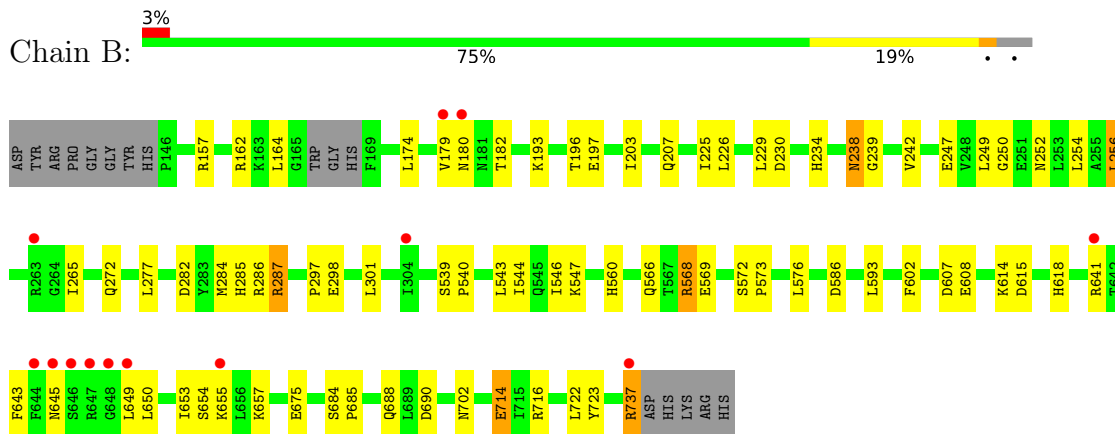 3%
Chain B:
75% 19% • •
ASP TYR ARG PRO GLY GLY TYR HIS P146 R157 R162 K163 L164 G165 TRP GLY HIS F169 L174 V179 N180 N181 T182 K193 T196 E197 I203 Q207 I225 L226 L229 D230 H234 N238 G239 V242 E247 V248 L249 G250 E251 N252 L253 L254 A255 L256
R263 G264 I265 Q272 L277 D282 Y283 M284 H285 R286 R287 P297 E298 L301 I304 S539 P540 L543 I544 Q545 I546 K547 H560 Q566 T567 R568 E569 S572 P573 L576 D586 L593 F602 D607 E608 K614 D615 H618 R641 T642
F643 F644 N645 S646 R647 G648 L649 L650 I653 S654 K655 L656 K657 E675 S684 P685 Q688 L689 D690 N702 E714 I715 R716 L722 Y723 R737 ASP HIS LYS ARG HIS